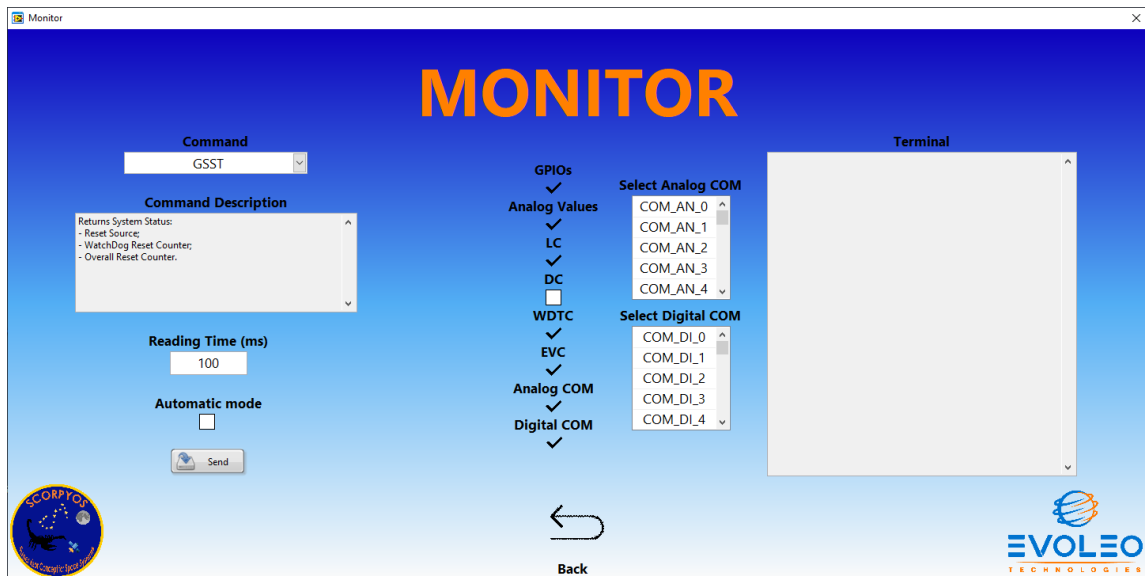 Monitor
MONITOR
Command
GSST
Command Description
Returns System Status:
- Reset Source;
- WatchDog Reset Counter;
- Overall Reset Counter.
Reading Time (ms)
100
Automatic mode
Send
GPIOs
Analog Values
LC
DC
WDTC
EVC
Analog COM
Digital COM
Select Analog COM
COM_AN_0
COM_AN_1
COM_AN_2
COM_AN_3
COM_AN_4
Select Digital COM
COM_DI_0
COM_DI_1
COM_DI_2
COM_DI_3
COM_DI_4
Terminal
SCORPYOS
Back
EVOLEO
TECHNOLOGIES